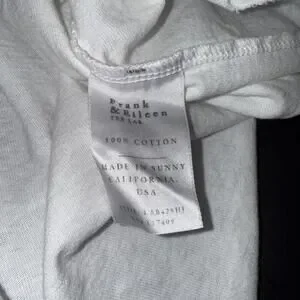 Frank
& Eileen
TEE LAB
100% COTTON
MADE IN SUNNY
CALIFORNIA,
USA